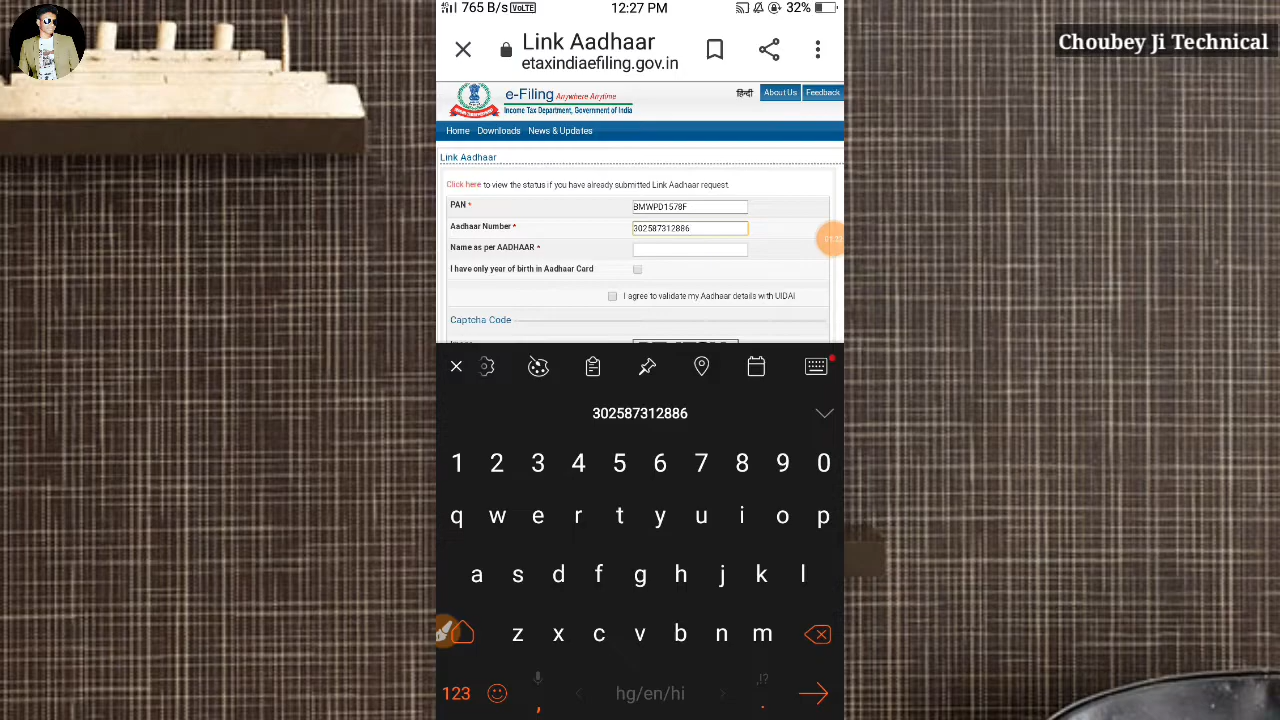 765 B/s VoLTE 12:27 PM 32%
Choubey Ji Technical
Link Aadhaar
etaxindiaefiling.gov.in
e-Filing Anywhere Anytime
Income Tax Department, Government of India
हिन्दी About Us Feedback
Home Downloads News & Updates
Link Aadhaar
Click here to view the status if you have already submitted Link Aadhaar request.
PAN * BMWPD1578F
Aadhaar Number * 302587312886
Name as per AADHAAR *
I have only year of birth in Aadhaar Card
I agree to validate my Aadhaar details with UIDAI
Captcha Code
302587312886
1 2 3 4 5 6 7 8 9 0
q w e r t y u i o p
a s d f g h j k l
z x c v b n m
,!?
123 , hg/en/hi .